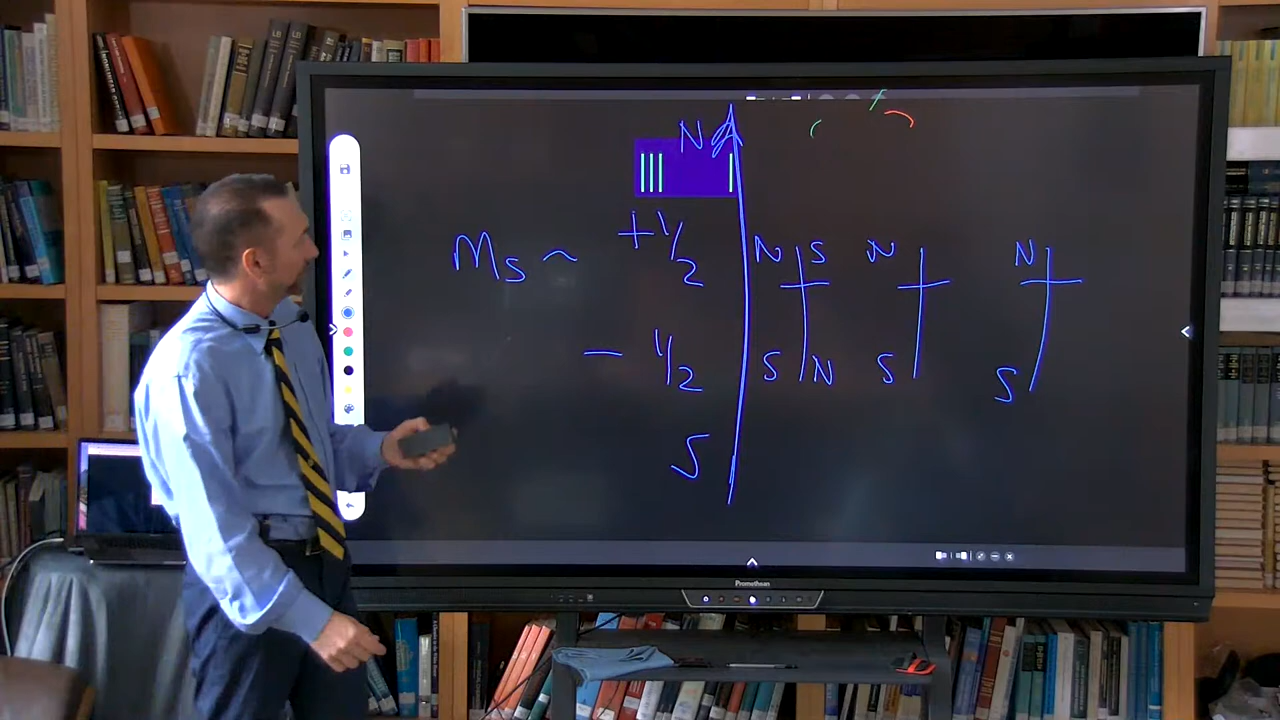 N
+1/2
Ms ~
N S N N
- 1/2
S N S S
S
Promethean